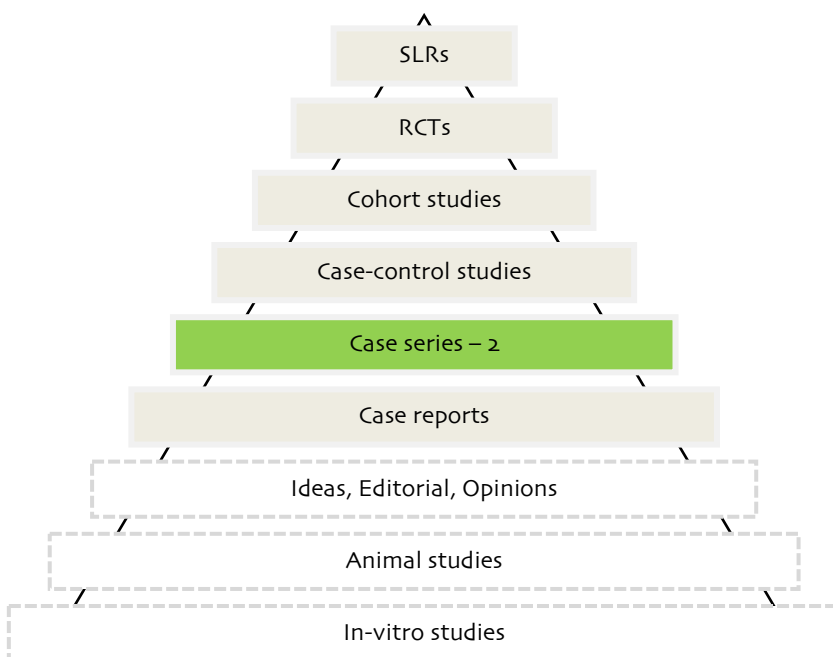 SLRs
RCTs
Cohort studies
Case-control studies
Case series – 2
Case reports
Ideas, Editorial, Opinions
Animal studies
In-vitro studies